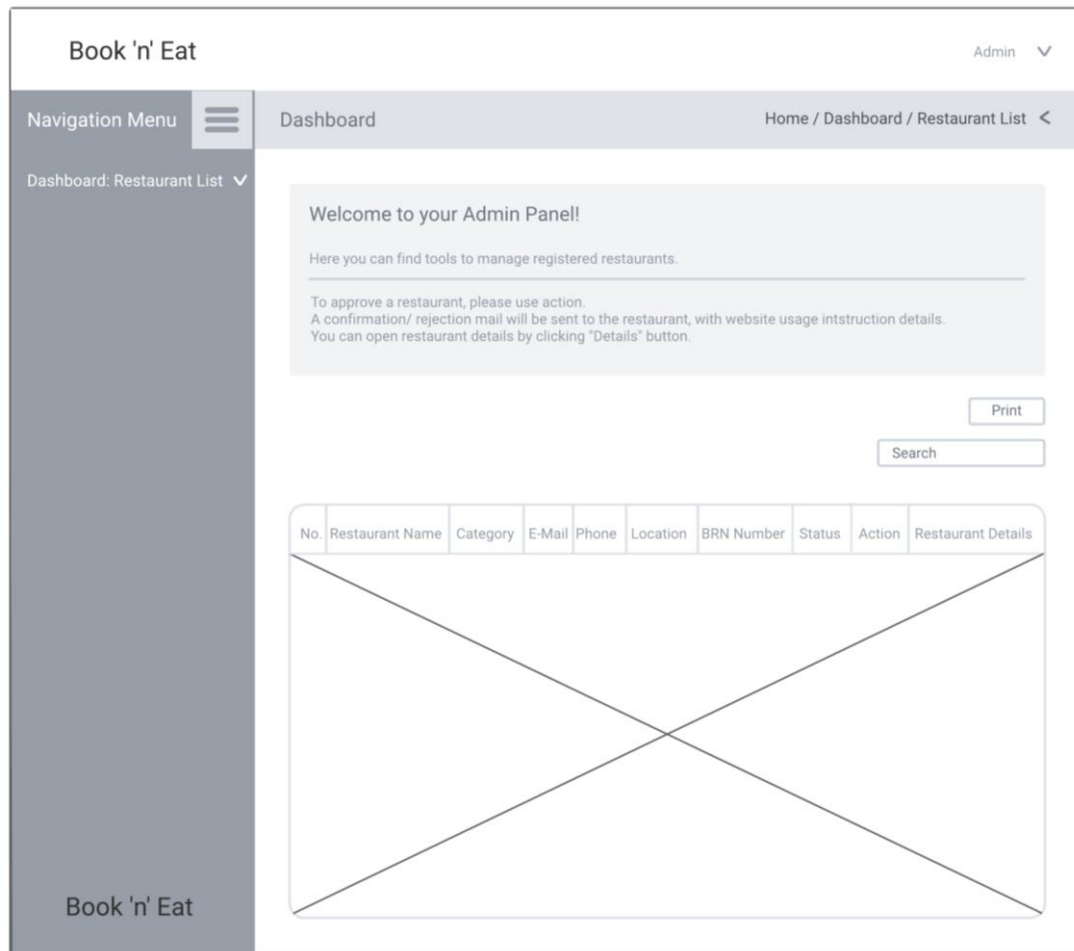 Book 'n' Eat
Admin
Navigation Menu
Dashboard
Home / Dashboard / Restaurant List <
Dashboard: Restaurant List
Welcome to your Admin Panel!
Here you can find tools to manage registered restaurants.
To approve a restaurant, please use action.
A confirmation/ rejection mail will be sent to the restaurant, with website usage intstruction details.
You can open restaurant details by clicking "Details" button.
Print
Search
No. Restaurant Name Category E-Mail Phone Location BRN Number Status Action Restaurant Details
Book 'n' Eat